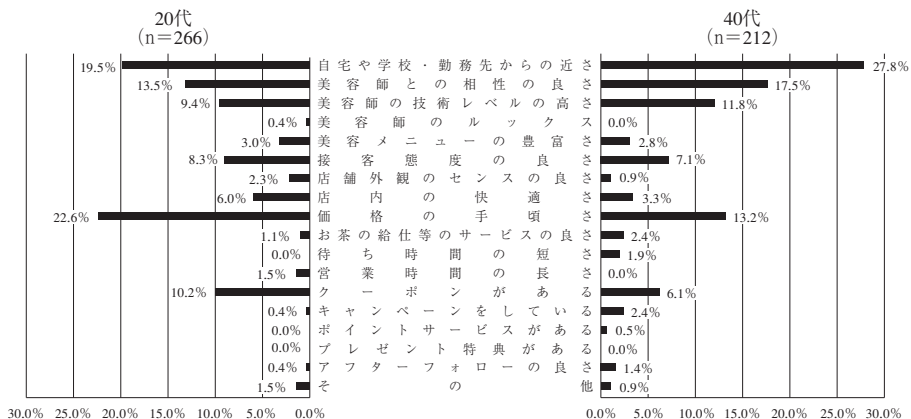 20代 40代
(n＝266) (n＝212)
19.5% 自宅や学校・勤務先からの近さ 27.8%
13.5% 美容師との相性の良さ 17.5%
9.4% 美容師の技術レベルの高さ 11.8%
0.4% 美容師のルックス 0.0%
3.0% 美容メニューの豊富さ 2.8%
8.3% 接客態度の良さ 7.1%
2.3% 店舗外観のセンスの良さ 0.9%
6.0% 店内の快適さ 3.3%
22.6% 価格の手頃さ 13.2%
1.1% お茶の給仕等のサービスの良さ 2.4%
0.0% 待ち時間の短さ 1.9%
1.5% 営業時間の長さ 0.0%
10.2% クーポンがある 6.1%
0.4% キャンペーンをしている 2.4%
0.0% ポイントサービスがある 0.5%
0.0% プレゼント特典がある 0.0%
0.4% アフターフォローの良さ 1.4%
1.5% その他 0.9%
30.0% 25.0% 20.0% 15.0% 10.0% 5.0% 0.0% 0.0% 5.0% 10.0% 15.0% 20.0% 25.0% 30.0%